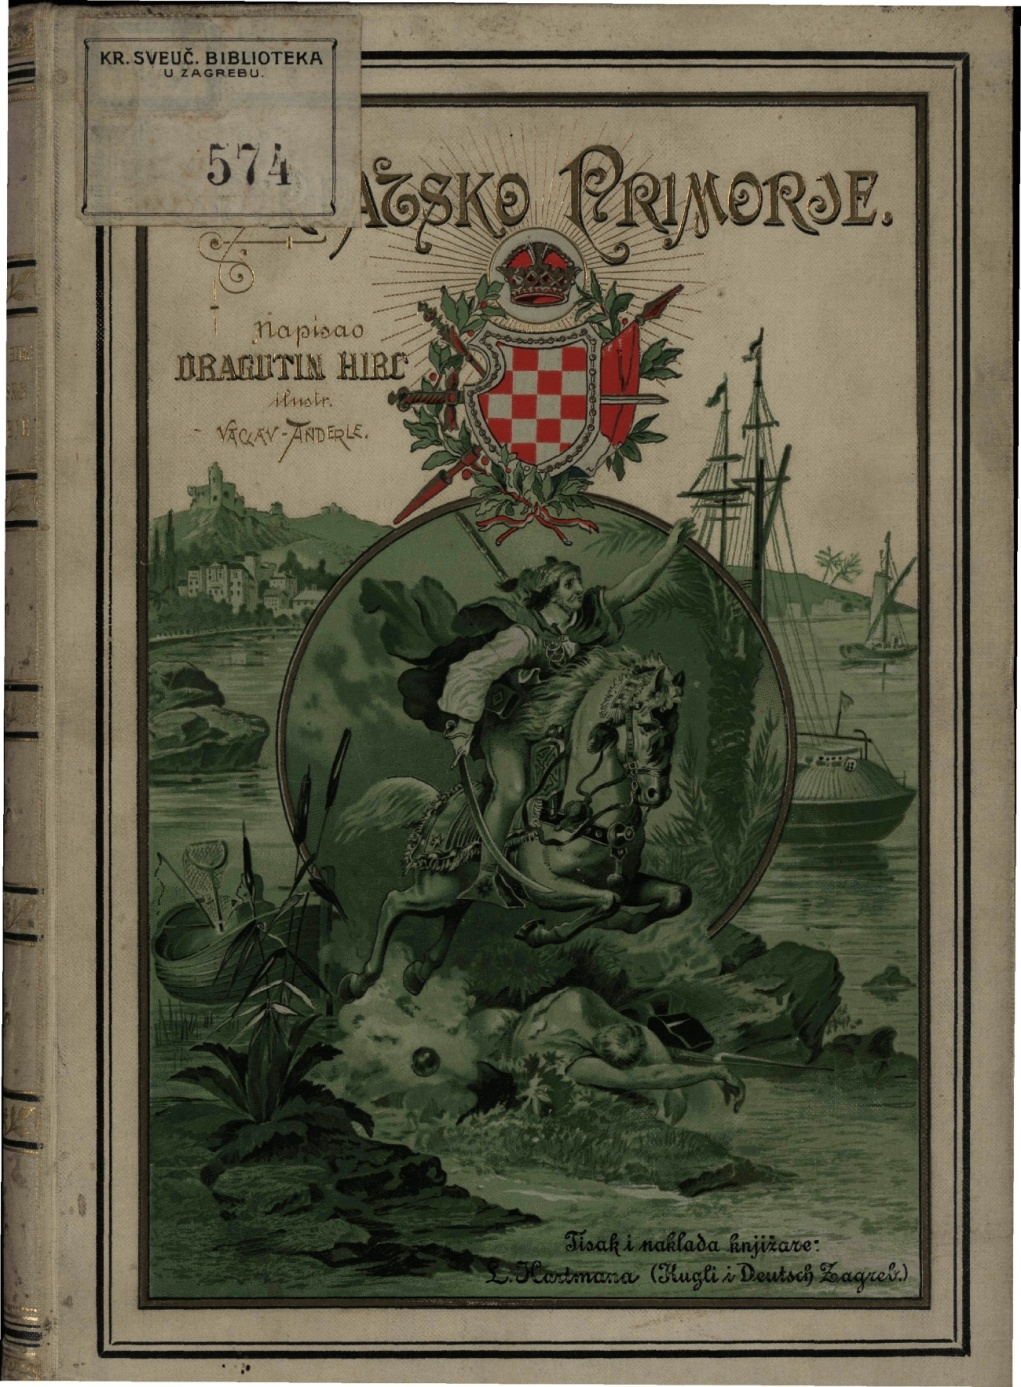 KR. SVEUČ. BIBLIOTEKA
U ZAGREBU.
574
PRIMORJE.
Napisao
DRAGUTIN HIRC
ilustr.
VÁCLAV-ANDERLE.
Tisak i naklada knjižare:
L. Hartmana (Kugli i Deutsch Zagreb.)